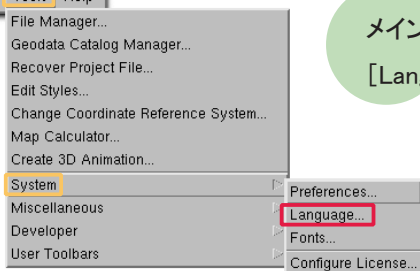 Help
File Manager...
Geodata Catalog Manager...
Recover Project File...
Edit Styles...
Change Coordinate Reference System...
Map Calculator...
Create 3D Animation...
System
Miscellaneous
Developer
User Toolbars
Preferences...
Language...
Fonts...
Configure License...
メイン
[Lan